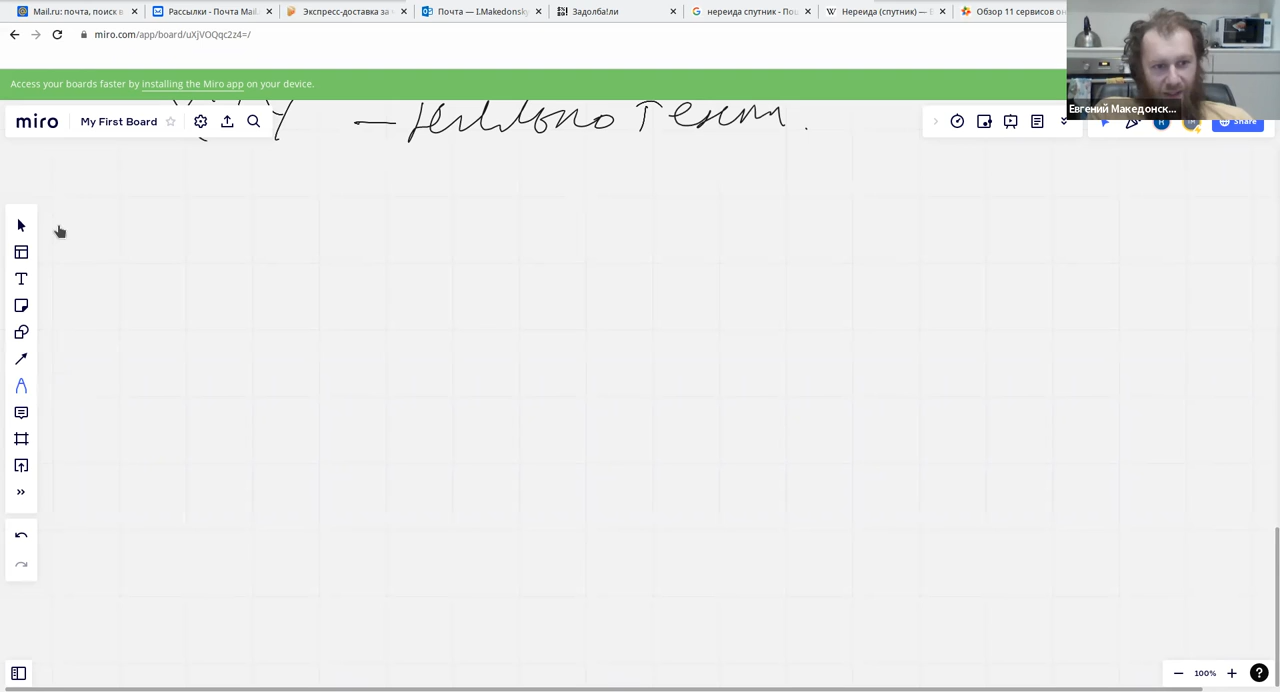 Mail.ru: почта, поиск в
Рассылки - Почта Mail.
Экспресс-доставка за
Почта — I.Makedonsky
Задолба!ли
нереида спутник - По
Нереида (спутник) —
Обзор 11 сервисов он
miro.com/app/board/uXjVOQqc2z4=/
Access your boards faster by installing the Miro app on your device.
Евгений Македонск...
miro
My First Board
Share
100%